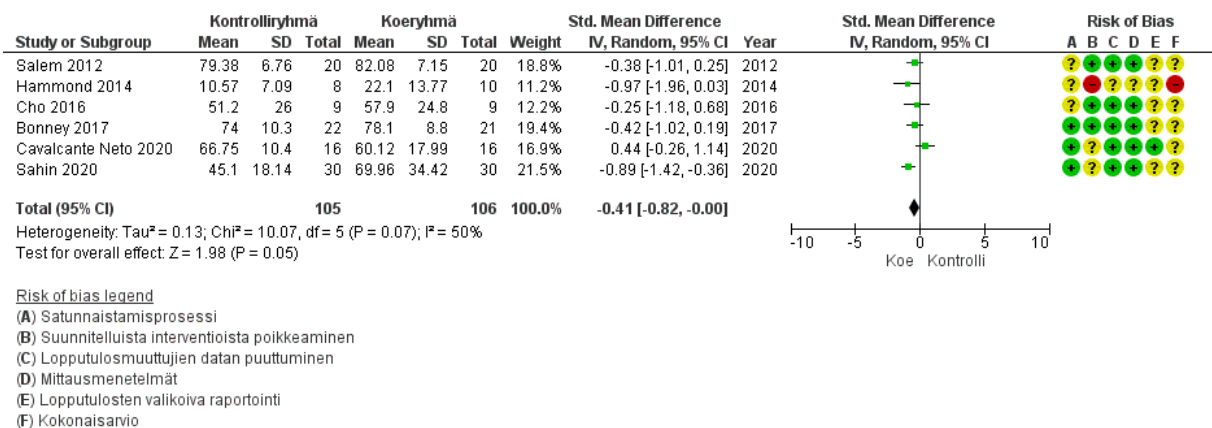 Kontrolliryhmä Koeryhmä Std. Mean Difference Std. Mean Difference Risk of Bias
Study or Subgroup Mean SD Total Mean SD Total Weight IV, Random, 95% CI Year IV, Random, 95% CI A B C D E F
Salem 2012 79.38 6.76 20 82.08 7.15 20 18.8% -0.38 [-1.01, 0.25] 2012 ? + + + ? ?
Hammond 2014 10.57 7.09 8 22.1 13.77 10 11.2% -0.97 [-1.96, 0.03] 2014 ? - ? ? ? -
Cho 2016 51.2 26 9 57.9 24.8 9 12.2% -0.25 [-1.18, 0.68] 2016 ? + + + ? ?
Bonney 2017 74 10.3 22 78.1 8.8 21 19.4% -0.42 [-1.02, 0.19] 2017 + + + + ? ?
Cavalcante Neto 2020 66.75 10.4 16 60.12 17.99 16 16.9% 0.44 [-0.26, 1.14] 2020 + ? + + + ?
Sahin 2020 45.1 18.14 30 69.96 34.42 30 21.5% -0.89 [-1.42, -0.36] 2020 + ? + + ? ?
Total (95% CI) 105 106 100.0% -0.41 [-0.82, -0.00]
Heterogeneity: Tau² = 0.13; Chi² = 10.07, df = 5 (P = 0.07); I² = 50%
Test for overall effect: Z = 1.98 (P = 0.05)
-10 -5 0 5 10
Koe Kontrolli
Risk of bias legend
(A) Satunnaistamisprosessi
(B) Suunnitelluista interventioista poikkeaminen
(C) Lopputulosmuuttujien datan puuttuminen
(D) Mittausmenetelmät
(E) Lopputulosten valikoiva raportointi
(F) Kokonaisarvio